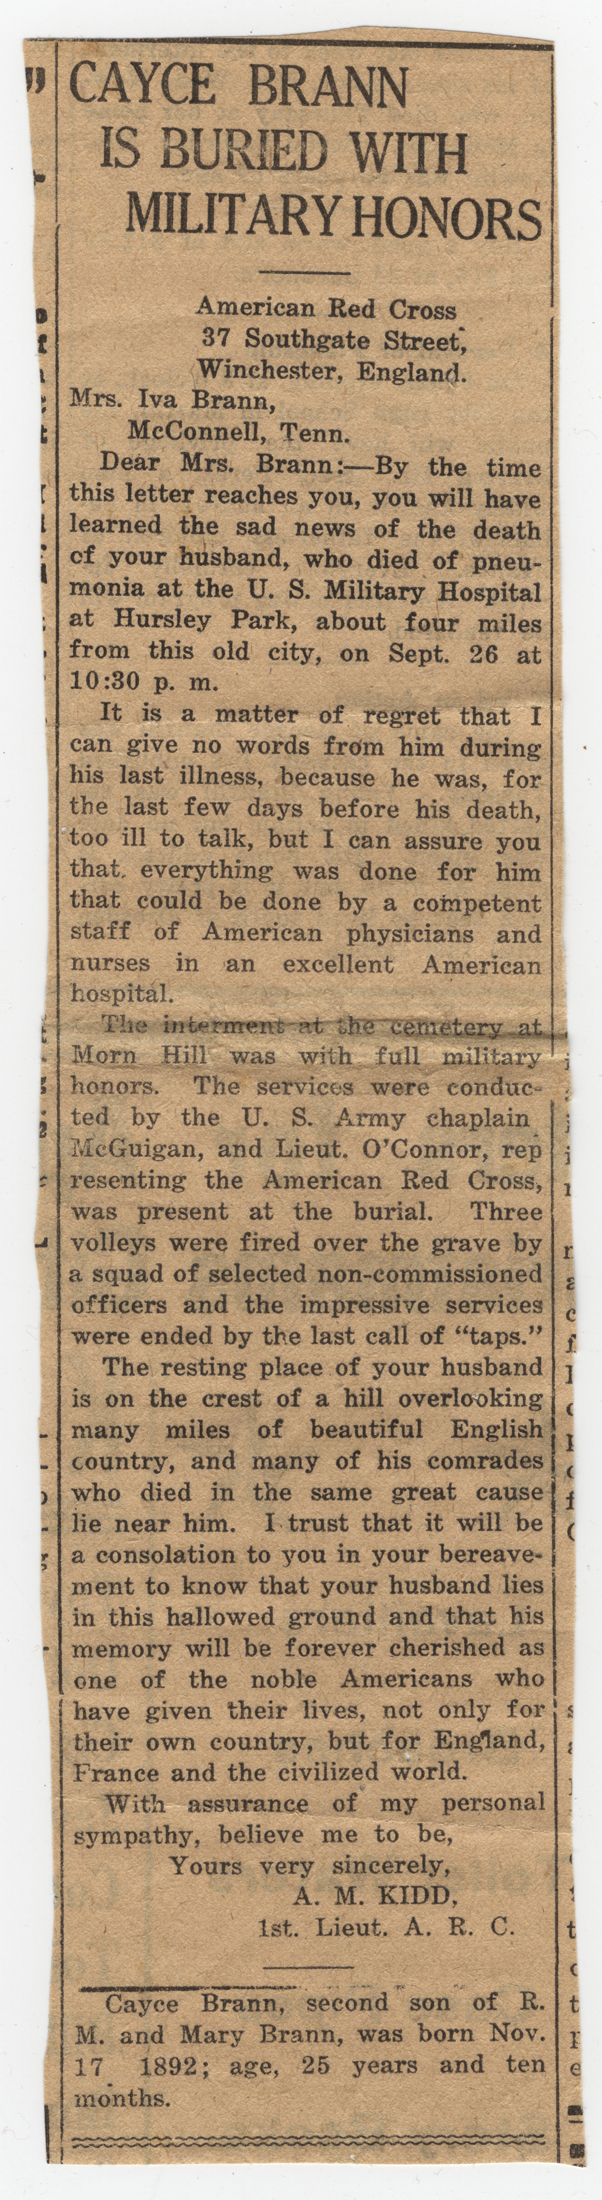 CAYCE BRANN
IS BURIED WITH
MILITARY HONORS
American Red Cross
37 Southgate Street,
Winchester, England.
Mrs. Iva Brann,
McConnell, Tenn.
Dear Mrs. Brann:—By the time
this letter reaches you, you will have
learned the sad news of the death
of your husband, who died of pneu-
monia at the U. S. Military Hospital
at Hursley Park, about four miles
from this old city, on Sept. 26 at
10:30 p. m.
It is a matter of regret that I
can give no words from him during
his last illness, because he was, for
the last few days before his death,
too ill to talk, but I can assure you
that everything was done for him
that could be done by a competent
staff of American physicians and
nurses in an excellent American
hospital.
The interment at the cemetery at
Morn Hill was with full military
honors. The services were conduc-
ted by the U. S. Army chaplain
McGuigan, and Lieut. O'Connor, rep
resenting the American Red Cross,
was present at the burial. Three
volleys were fired over the grave by
a squad of selected non-commissioned
officers and the impressive services
were ended by the last call of “taps.”
The resting place of your husband
is on the crest of a hill overlooking
many miles of beautiful English
country, and many of his comrades
who died in the same great cause
lie near him. I trust that it will be
a consolation to you in your bereave-
ment to know that your husband lies
in this hallowed ground and that his
memory will be forever cherished as
one of the noble Americans who
have given their lives, not only for
their own country, but for England,
France and the civilized world.
With assurance of my personal
sympathy, believe me to be,
Yours very sincerely,
A. M. KIDD,
1st. Lieut. A. R. C.
Cayce Brann, second son of R.
M. and Mary Brann, was born Nov.
17 1892; age, 25 years and ten
months.